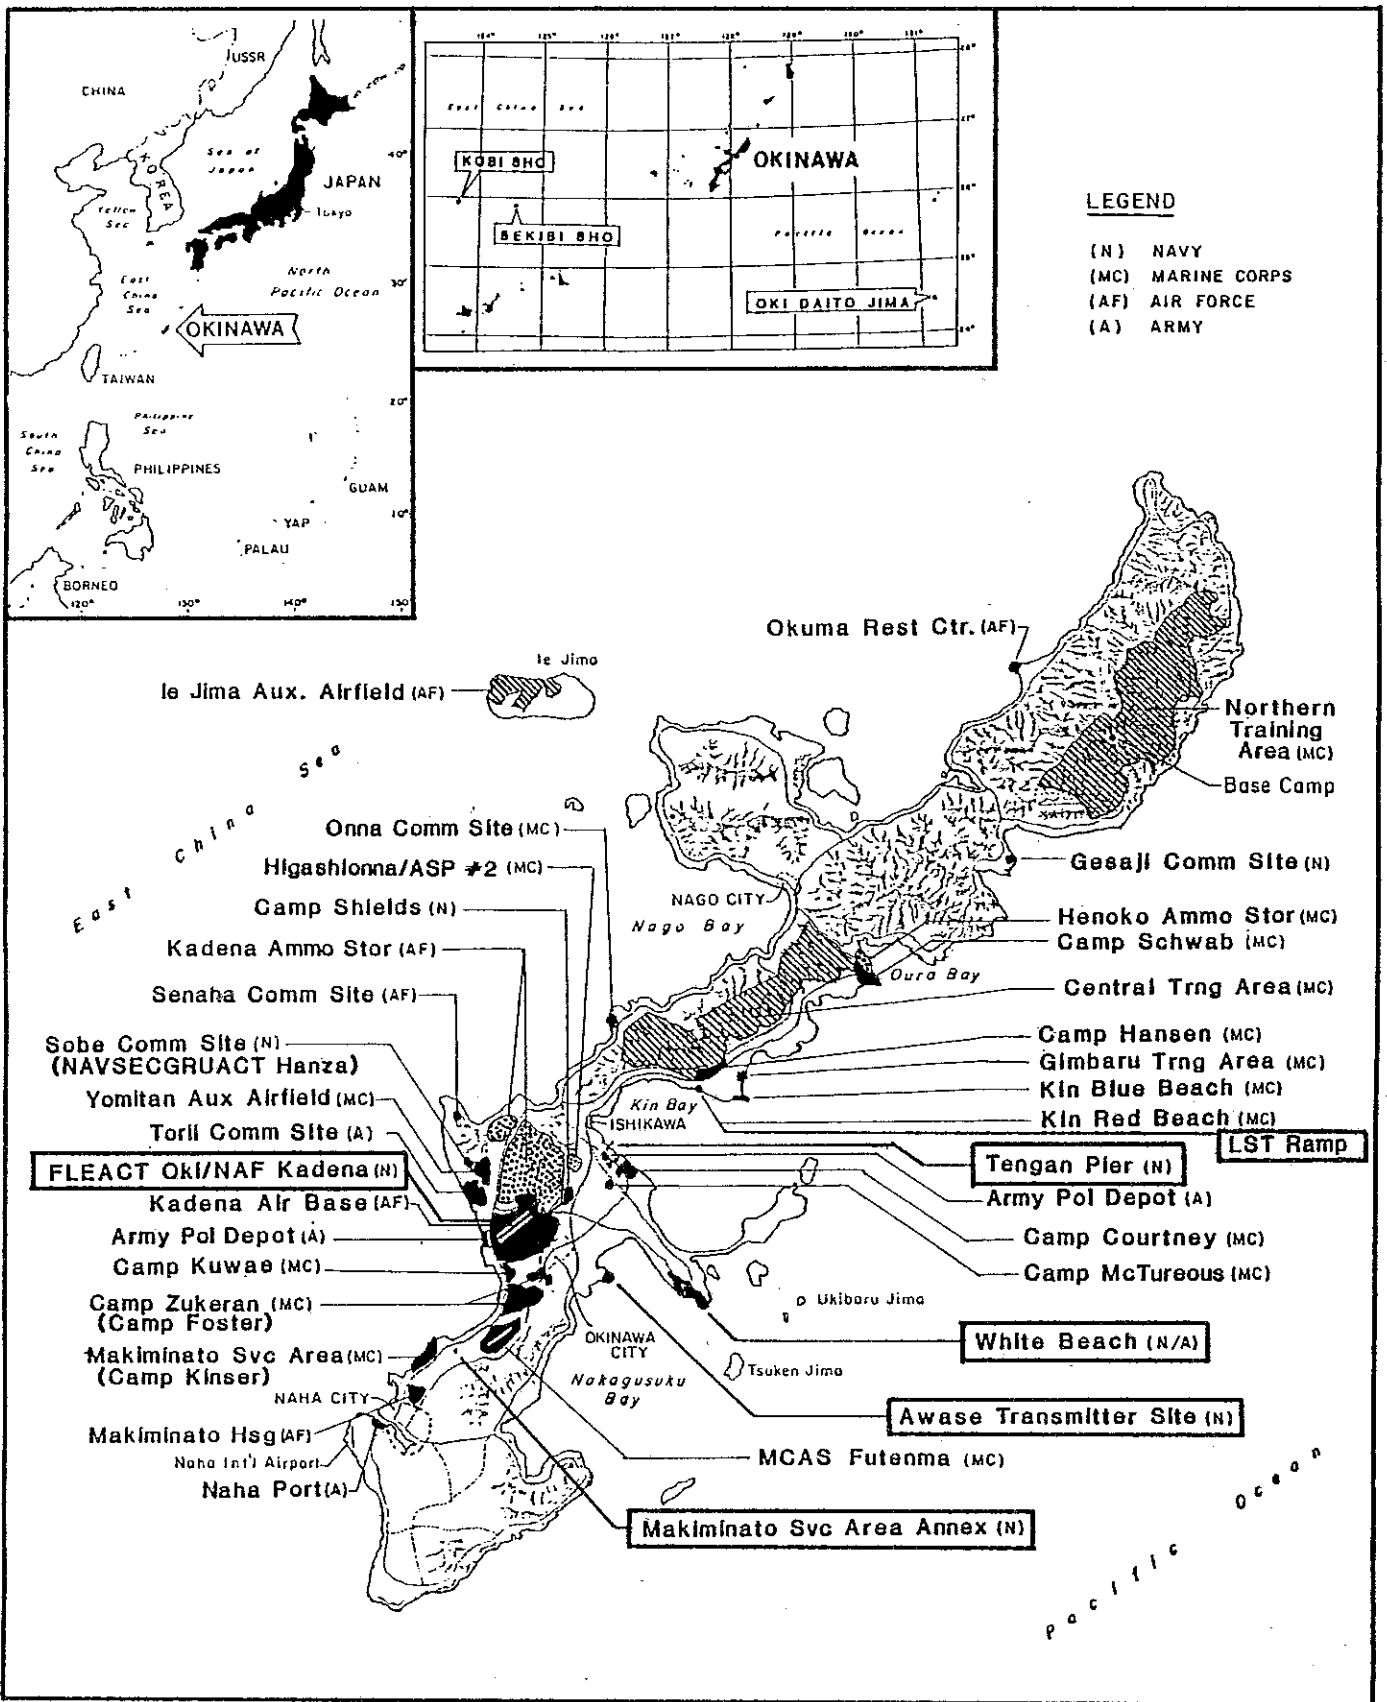 USSR
CHINA
KOREA
Sea of
Japan
JAPAN
Tokyo
Yellow
Sea
40°
North
Pacific Ocean
East
China
Sea
30°
OKINAWA
TAIWAN
20°
Philippine
Sea
South
China
Sea
PHILIPPINES
GUAM
10°
YAP
PALAU
BORNEO
120°
130°
140°
150°
East China Sea
KOBI SHO
OKINAWA
SEKIBI SHO
Pacific Ocean
OKI DAITO JIMA
LEGEND
(N) NAVY
(MC) MARINE CORPS
(AF) AIR FORCE
(A) ARMY
Okuma Rest Ctr. (AF)
Ie Jima
Ie Jima Aux. Airfield (AF)
Northern
Training
Area (MC)
Base Camp
East China Sea
Onna Comm Site (MC)
Higashionna/ASP #2 (MC)
Camp Shields (N)
Kadena Ammo Stor (AF)
Senaha Comm Site (AF)
Sobe Comm Site (N)
(NAVSECGRUACT Hanza)
Yomitan Aux Airfield (MC)
Torii Comm Site (A)
FLEACT Oki/NAF Kadena (N)
Kadena Air Base (AF)
Army Pol Depot (A)
Camp Kuwae (MC)
Camp Zukeran (MC)
(Camp Foster)
Makiminato Svc Area (MC)
(Camp Kinser)
NAHA CITY
Makiminato Hsg (AF)
Naha Int'l Airport
Naha Port (A)
NAGO CITY
Nago Bay
Gesaji Comm Site (N)
Henoko Ammo Stor (MC)
Camp Schwab (MC)
Oura Bay
Central Trng Area (MC)
Camp Hansen (MC)
Gimbaru Trng Area (MC)
Kin Blue Beach (MC)
Kin Bay
ISHIKAWA
Kin Red Beach (MC)
LST Ramp
Tengan Pier (N)
Army Pol Depot (A)
Camp Courtney (MC)
Camp McTureous (MC)
Ukibaru Jima
White Beach (N/A)
OKINAWA
CITY
Tsuken Jima
Nakagusuku
Bay
Awase Transmitter Site (N)
MCAS Futenma (MC)
Makiminato Svc Area Annex (N)
Pacific Ocean